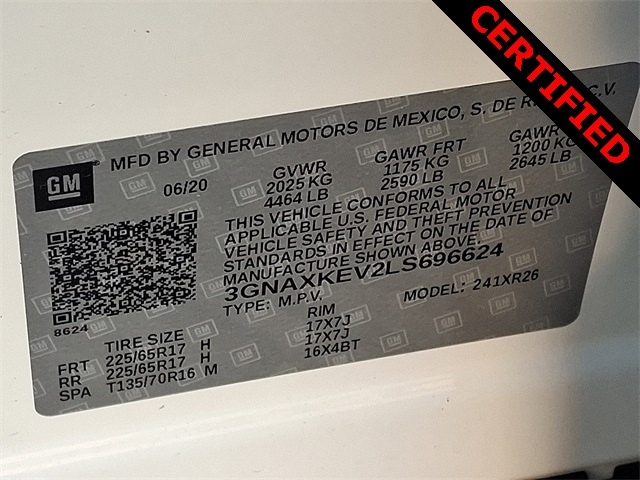 CERTIFIED
GM
MFD BY GENERAL MOTORS DE MEXICO, S. DE R. C.V.
06/20
GVWR GAWR FRT GAWR
2025 KG 1175 KG 1200 KG
4464 LB 2590 LB 2645 LB
THIS VEHICLE CONFORMS TO ALL
APPLICABLE U.S. FEDERAL MOTOR
VEHICLE SAFETY AND THEFT PREVENTION
STANDARDS IN EFFECT ON THE DATE OF
MANUFACTURE SHOWN ABOVE.
3GNAXKEV2LS696624
TYPE: M.P.V. MODEL: 241XR26
8624
TIRE SIZE RIM
FRT 225/65R17 H 17X7J
RR 225/65R17 H 17X7J
SPA T135/70R16 M 16X4BT